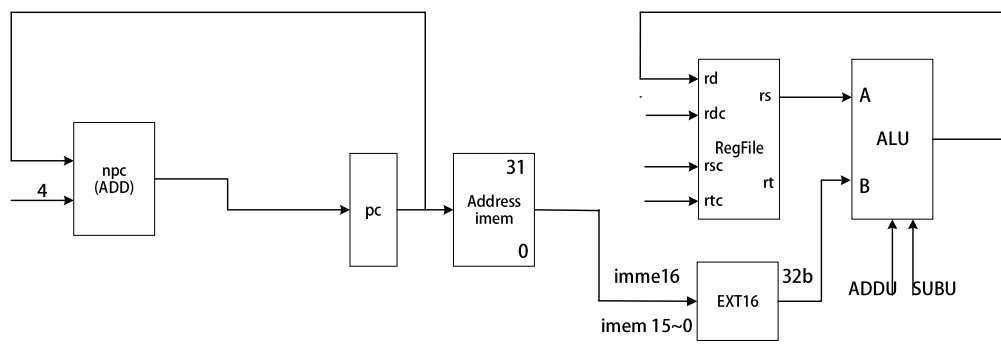 4
npc
(ADD)
pc
31
Address
imem
0
imme16
imem 15~0
EXT16
32b
rd
rdc
rsc
rtc
rs
RegFile
rt
A
ALU
B
ADDU
SUBU